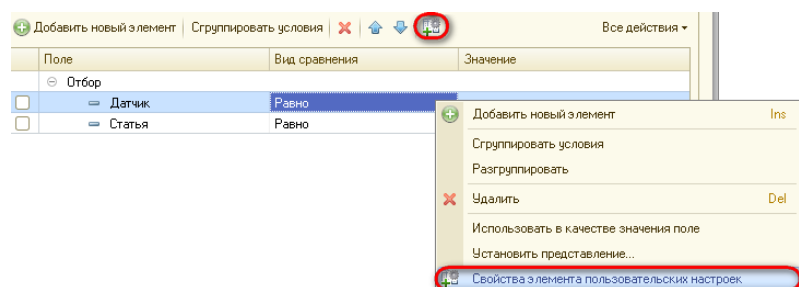 Добавить новый элемент Сгруппировать условия Все действия
Поле Вид сравнения Значение
Отбор
Датчик Равно
Статья Равно
Добавить новый элемент Ins
Сгруппировать условия
Разгруппировать
Удалить Del
Использовать в качестве значения поле
Установить представление...
Свойства элемента пользовательских настроек